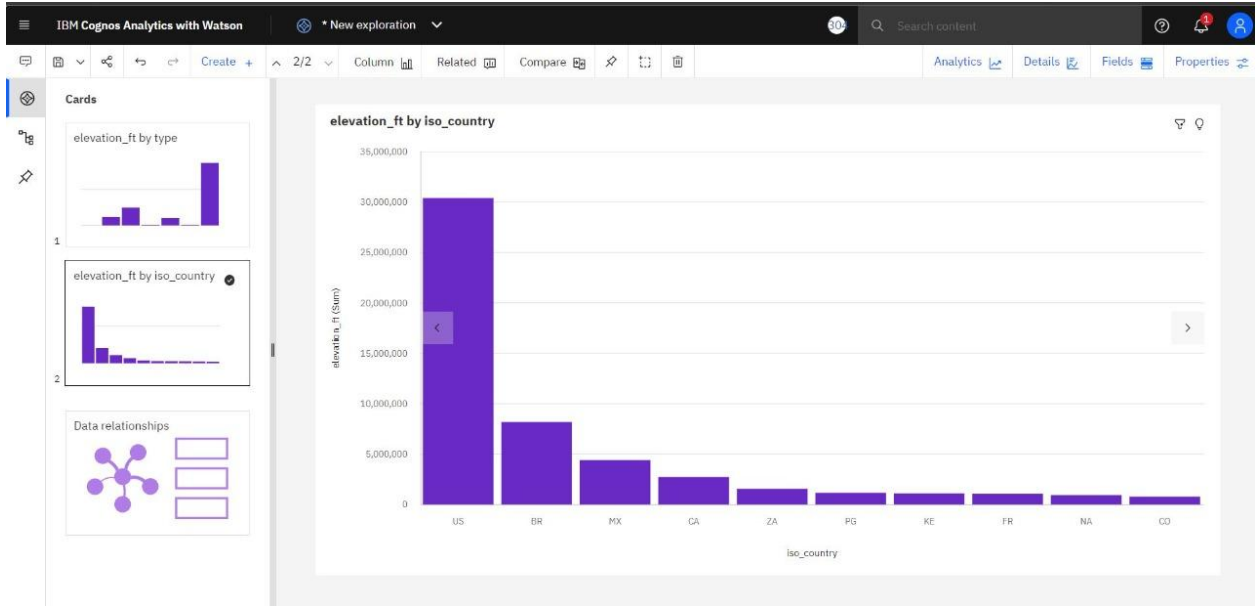 IBM Cognos Analytics with Watson
* New exploration
304
Search content
1
Create +
2/2
Column
Related
Compare
Analytics
Details
Fields
Properties
Cards
elevation_ft by type
1
elevation_ft by iso_country
2
Data relationships
elevation_ft by iso_country
35,000,000
30,000,000
25,000,000
20,000,000
15,000,000
10,000,000
5,000,000
0
elevation_ft (Sum)
US BR MX CA ZA PG KE FR NA CO
iso_country